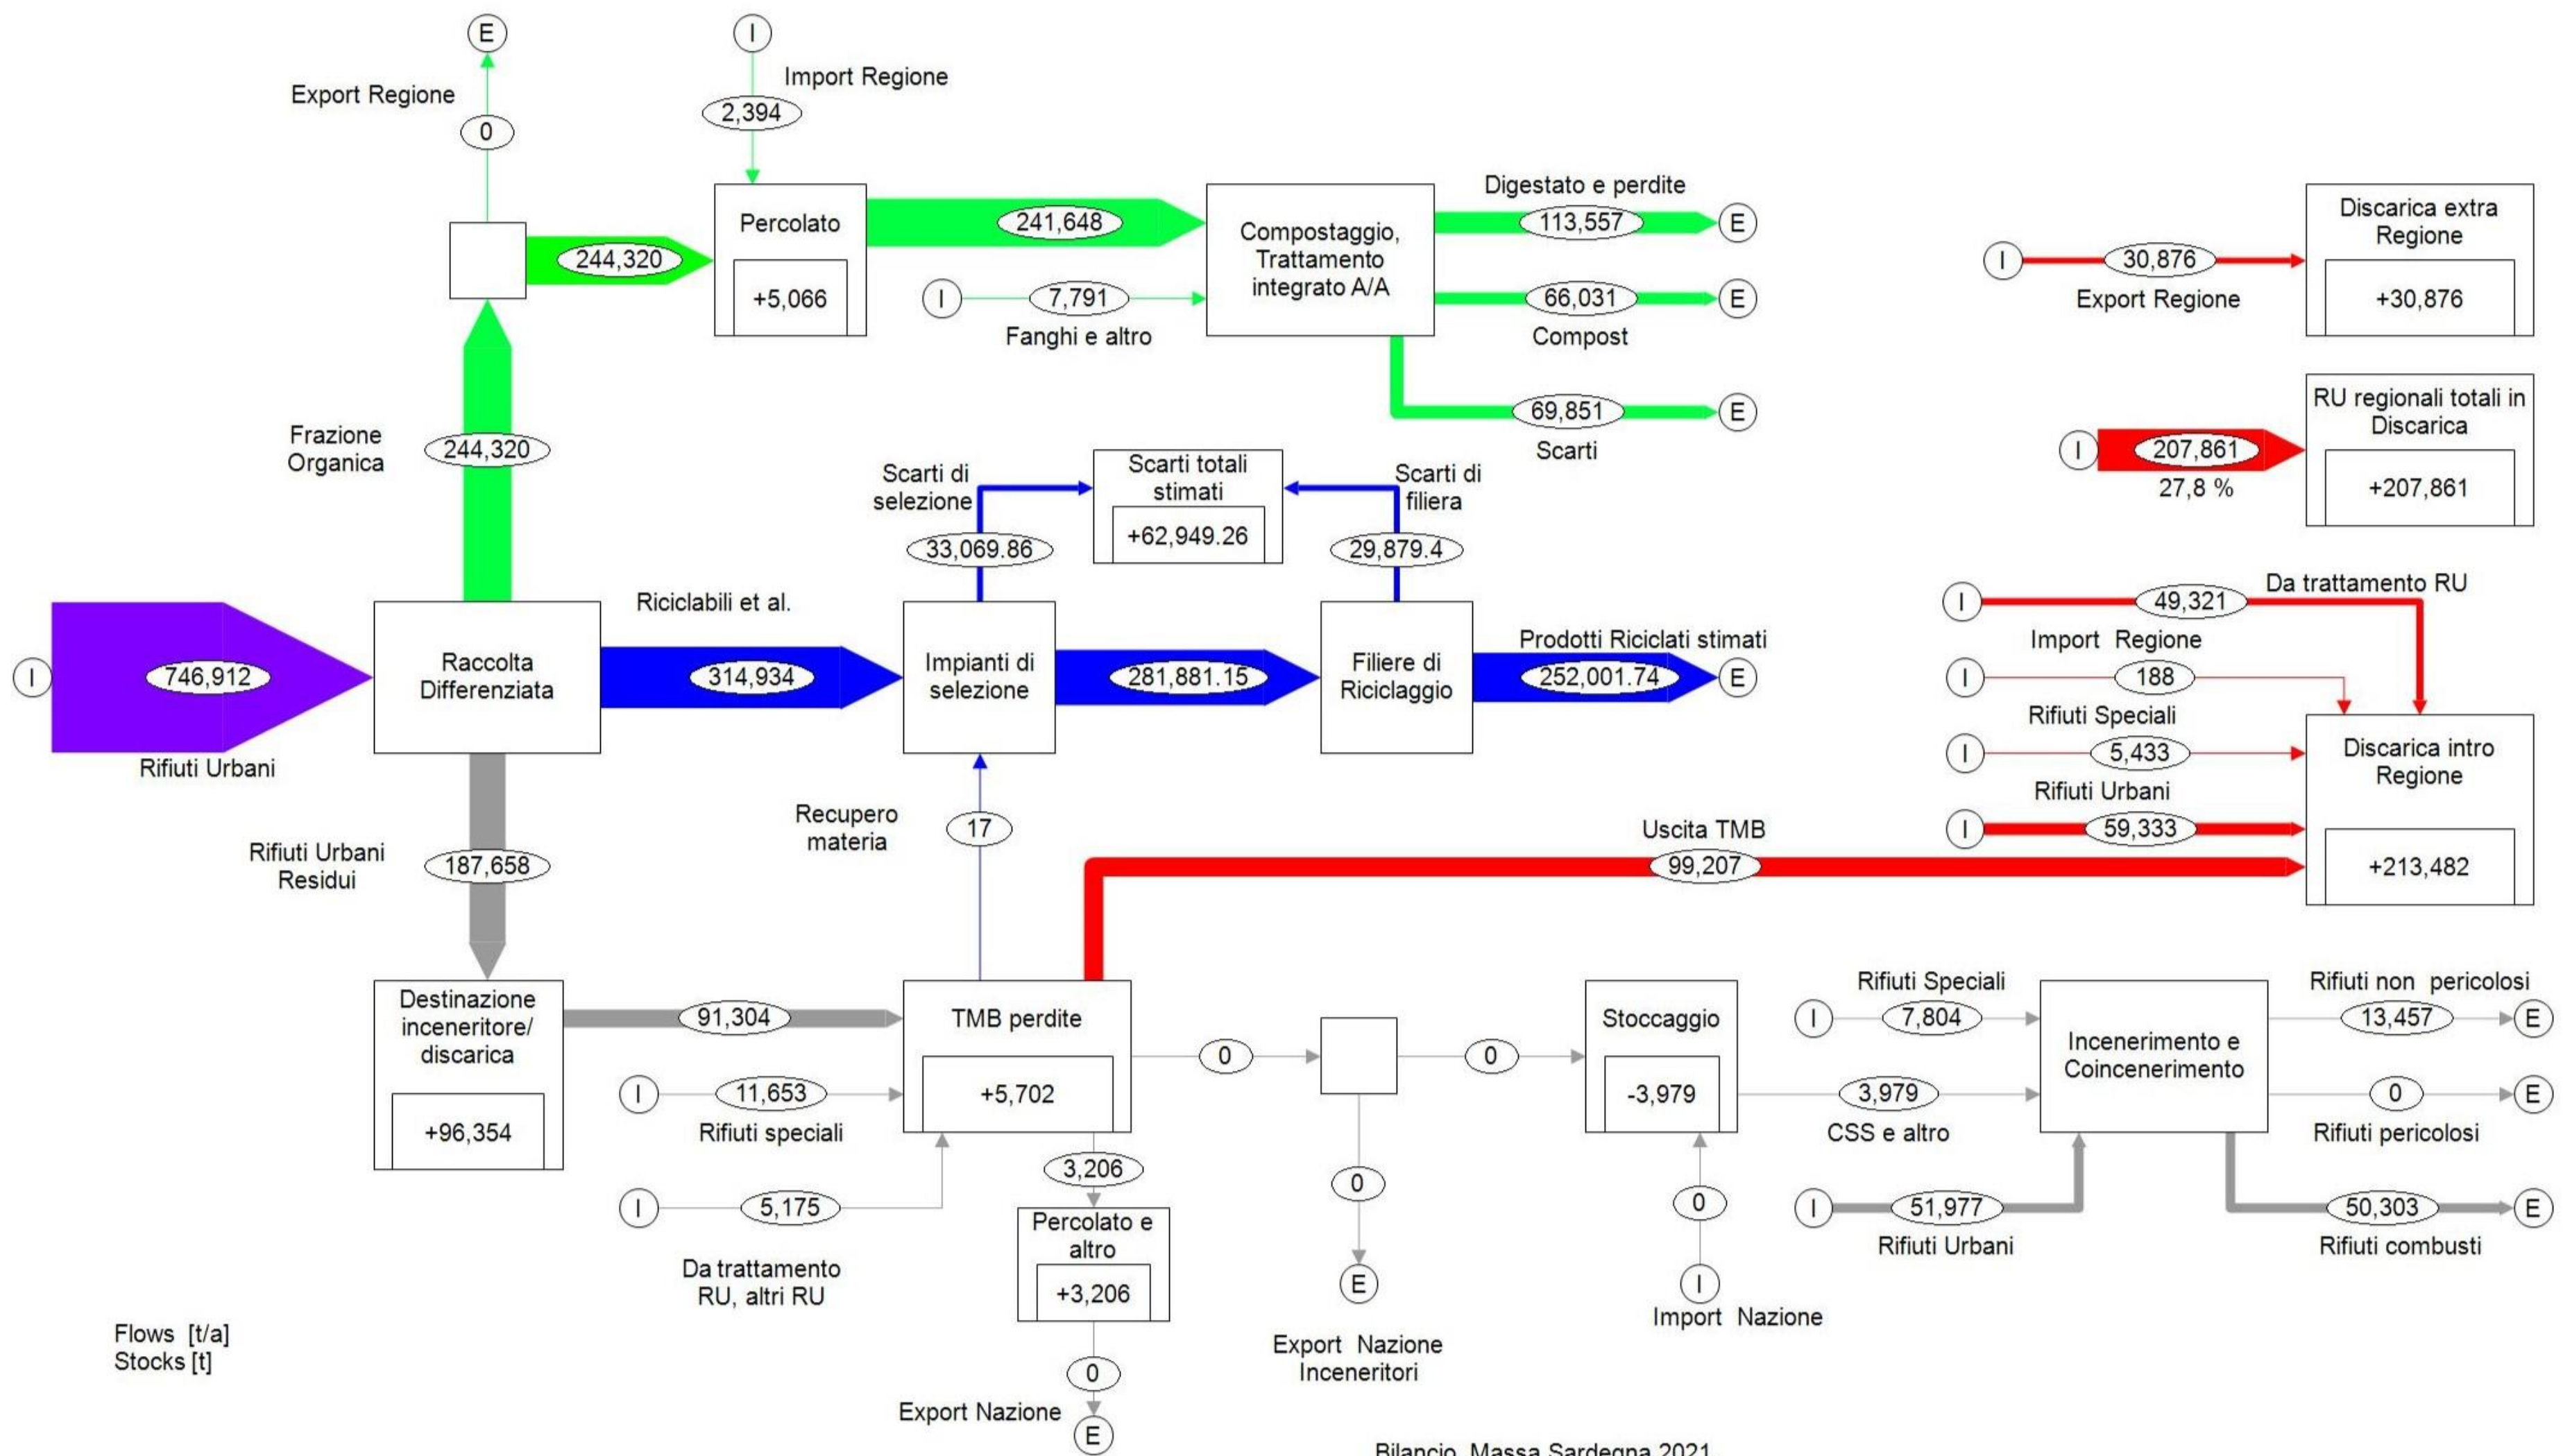 E
I
Export Regione
Import Regione
0
2,394
244,320
Percolato
+5,066
241,648
I
7,791
Fanghi e altro
Compostaggio,
Trattamento
integrato A/A
Digestato e perdite
113,557
E
66,031
E
Compost
69,851
E
Scarti
Discarica extra
Regione
+30,876
I
30,876
Export Regione
RU regionali totali in
Discarica
+207,861
I
207,861
27,8 %
Frazione
Organica
244,320
Scarti di
selezione
Scarti totali
stimati
+62,949.26
Scarti di
filiera
33,069.86
29,879.4
I
746,912
Rifiuti Urbani
Raccolta
Differenziata
Riciclabili et al.
314,934
Impianti di
selezione
281,881.15
Filiere di
Riciclaggio
Prodotti Riciclati stimati
252,001.74
E
Da trattamento RU
I
49,321
Import Regione
I
188
Rifiuti Speciali
I
5,433
Rifiuti Urbani
I
59,333
Discarica intro
Regione
+213,482
Recupero
materia
17
Uscita TMB
99,207
Rifiuti Urbani
Residui
187,658
Destinazione
inceneritore/
discarica
+96,354
91,304
I
11,653
Rifiuti speciali
I
5,175
Da trattamento
RU, altri RU
TMB perdite
+5,702
3,206
Percolato e
altro
+3,206
0
Export Nazione
E
0
0
0
E
Export Nazione
Inceneritori
Stoccaggio
-3,979
0
I
Import Nazione
Rifiuti Speciali
I
7,804
3,979
CSS e altro
I
51,977
Rifiuti Urbani
Incenerimento e
Coincenerimento
Rifiuti non pericolosi
13,457
E
0
E
Rifiuti pericolosi
50,303
E
Rifiuti combusti
Flows [t/a]
Stocks [t]
Bilancio Massa Sardegna 2021